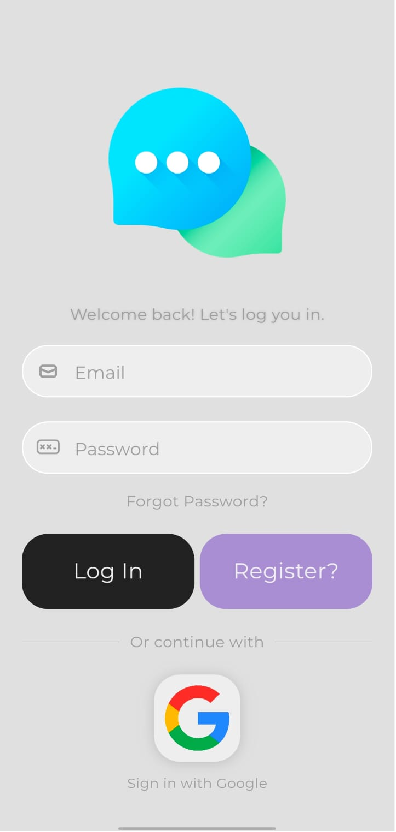 Welcome back! Let's log you in.
Email
Password
Forgot Password?
Log In
Register?
Or continue with
Sign in with Google